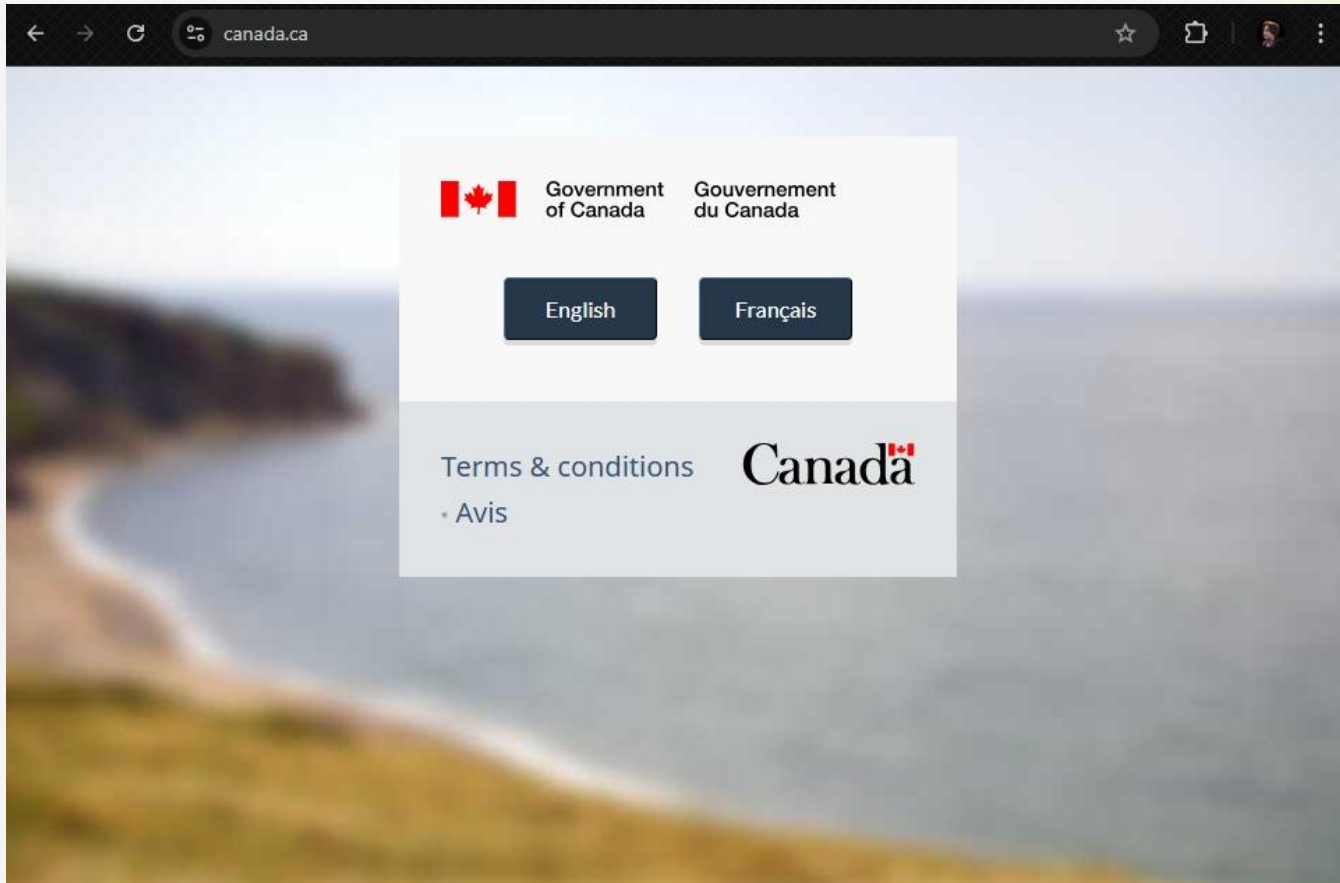 canada.ca
Government
of Canada
Gouvernement
du Canada
English
Français
Terms & conditions
• Avis
Canada